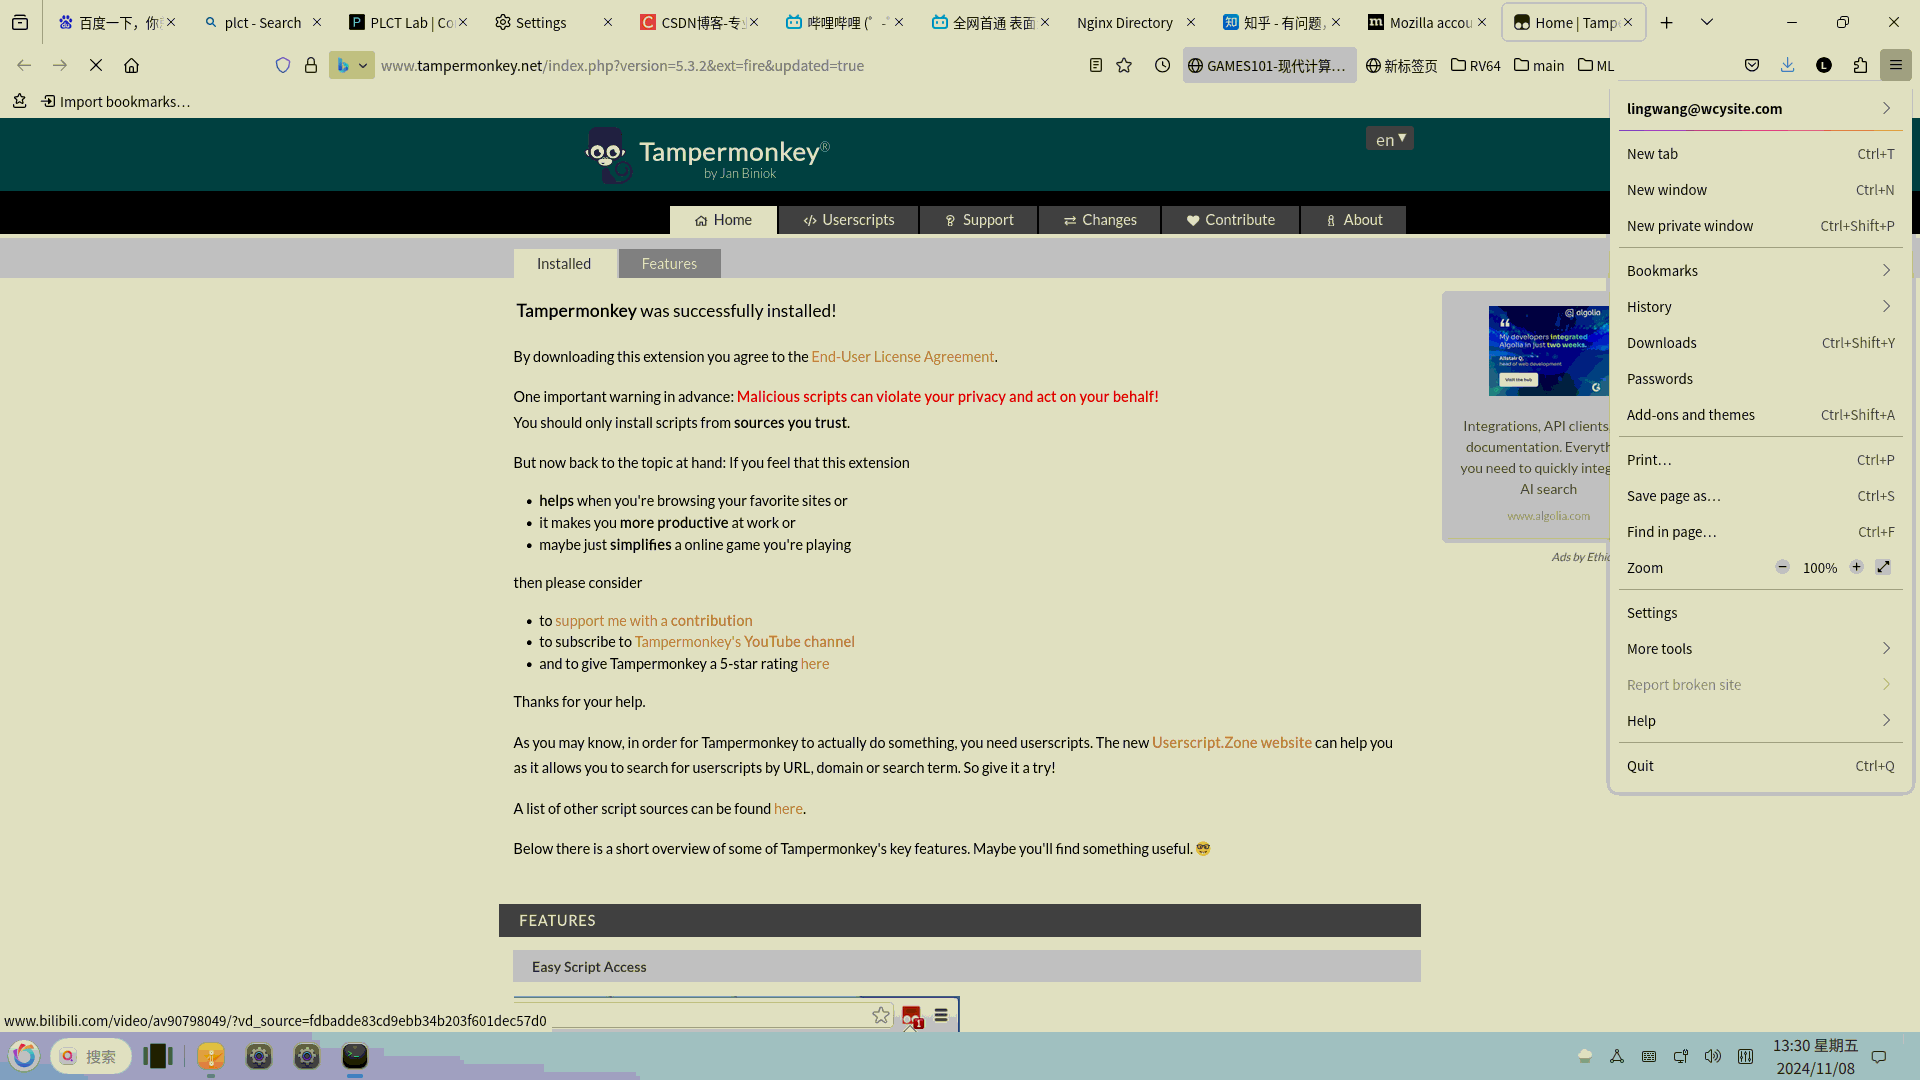 百度一下，你
plct - Search
PLCT Lab | Co
Settings
CSDN博客-专
哔哩哔哩 (゜-゜
全网首通 表面
Nginx Directory
知乎 - 有问题，
Mozilla accou
Home | Tampe
www.tampermonkey.net/index.php?version=5.3.2&ext=fire&updated=true
GAMES101-现代计算…
新标签页
RV64
main
ML
L
Import bookmarks…
Tampermonkey®
by Jan Biniok
en▼
Home
</> Userscripts
Support
Changes
Contribute
About
Installed
Features
Tampermonkey was successfully installed!
By downloading this extension you agree to the End-User License Agreement.
One important warning in advance: Malicious scripts can violate your privacy and act on your behalf!
You should only install scripts from sources you trust.
But now back to the topic at hand: If you feel that this extension
• helps when you're browsing your favorite sites or
• it makes you more productive at work or
• maybe just simplifies a online game you're playing
then please consider
• to support me with a contribution
• to subscribe to Tampermonkey's YouTube channel
• and to give Tampermonkey a 5-star rating here
Thanks for your help.
As you may know, in order for Tampermonkey to actually do something, you need userscripts. The new Userscript.Zone website can help you
as it allows you to search for userscripts by URL, domain or search term. So give it a try!
A list of other script sources can be found here.
Below there is a short overview of some of Tampermonkey's key features. Maybe you'll find something useful. 🤓
FEATURES
Easy Script Access
1
algolia
My developers integrated
Algolia in just two weeks.
Alistair Q,
head of web development
Visit the hub
Integrations, API clients,
documentation. Everyth
you need to quickly integ
AI search
www.algolia.com
Ads by Ethic
lingwang@wcysite.com
New tab Ctrl+T
New window Ctrl+N
New private window Ctrl+Shift+P
Bookmarks
History
Downloads Ctrl+Shift+Y
Passwords
Add-ons and themes Ctrl+Shift+A
Print… Ctrl+P
Save page as… Ctrl+S
Find in page… Ctrl+F
Zoom − 100% +
Settings
More tools
Report broken site
Help
Quit Ctrl+Q
www.bilibili.com/video/av90798049/?vd_source=fdbadde83cd9ebb34b203f601dec57d0
搜索
13:30 星期五
2024/11/08